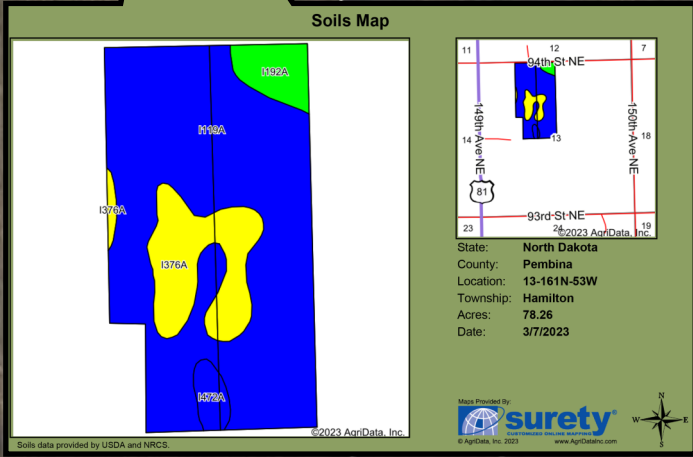 Soils Map
I192A
I119A
I376A
I376A
I472A
©2023 AgriData, Inc.
Soils data provided by USDA and NRCS.
11
12
7
94th St NE
149th Ave NE
150th Ave NE
14
13
18
81
93rd St NE
23
24
19
©2023 AgriData, Inc.
State: North Dakota
County: Pembina
Location: 13-161N-53W
Township: Hamilton
Acres: 78.26
Date: 3/7/2023
Maps Provided By:
surety®
CUSTOMIZED ONLINE MAPPING
© AgriData, Inc. 2023 www.AgriDataInc.com
N
W E
S